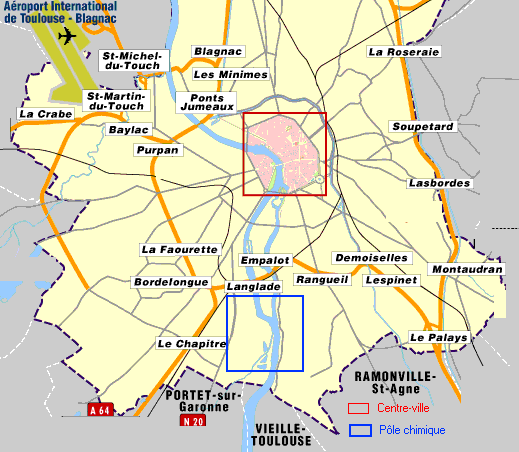 Aéroport International
de Toulouse - Blagnac
St-Michel-
du-Touch
Blagnac
La Roseraie
Les Minimes
St-Martin-
du-Touch
Ponts
Jumeaux
La Crabe
Baylac
Soupetard
Purpan
Lasbordes
La Faourette
Empalot
Demoiselles
Montaudran
Bordelongue
Langlade
Rangueil
Lespinet
Le Chapitre
Le Palays
RAMONVILLE-
St-Agne
PORTET-sur-
Garonne
A 64
N 20
VIEILLE-
TOULOUSE
Centre-ville
Pôle chimique